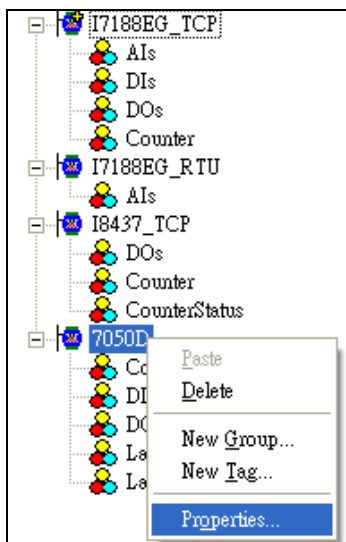 I7188EG_TCP
AIs
DIs
DOs
Counter
I7188EG_RTU
AIs
I8437_TCP
DOs
Counter
CounterStatus
7050D
Paste
Delete
New Group...
New Tag...
Properties...